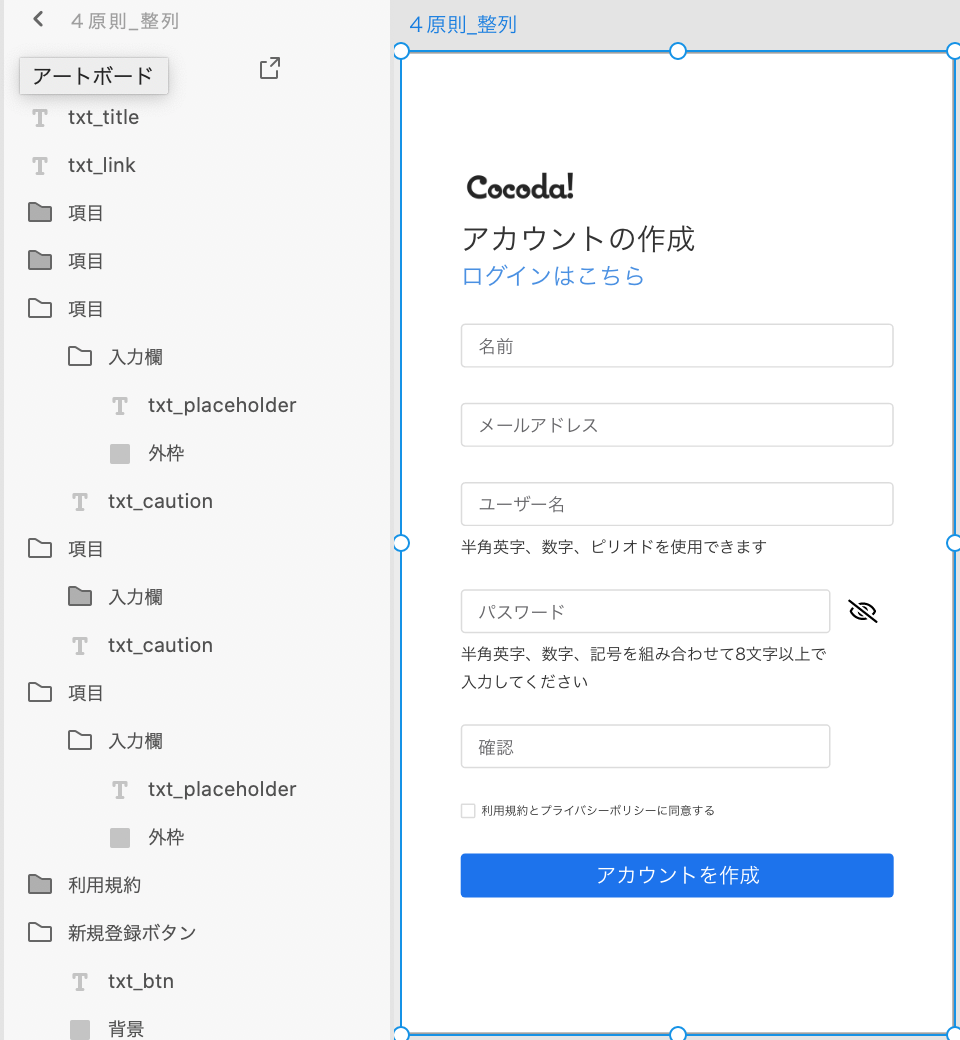 ４原則_整列
アートボード
txt_title
txt_link
項目
項目
項目
入力欄
txt_placeholder
外枠
txt_caution
項目
入力欄
txt_caution
項目
入力欄
txt_placeholder
外枠
利用規約
新規登録ボタン
txt_btn
背景
４原則_整列
Cocoda!
アカウントの作成
ログインはこちら
名前
メールアドレス
ユーザー名
半角英字、数字、ピリオドを使用できます
パスワード
半角英字、数字、記号を組み合わせて8文字以上で
入力してください
確認
利用規約とプライバシーポリシーに同意する
アカウントを作成